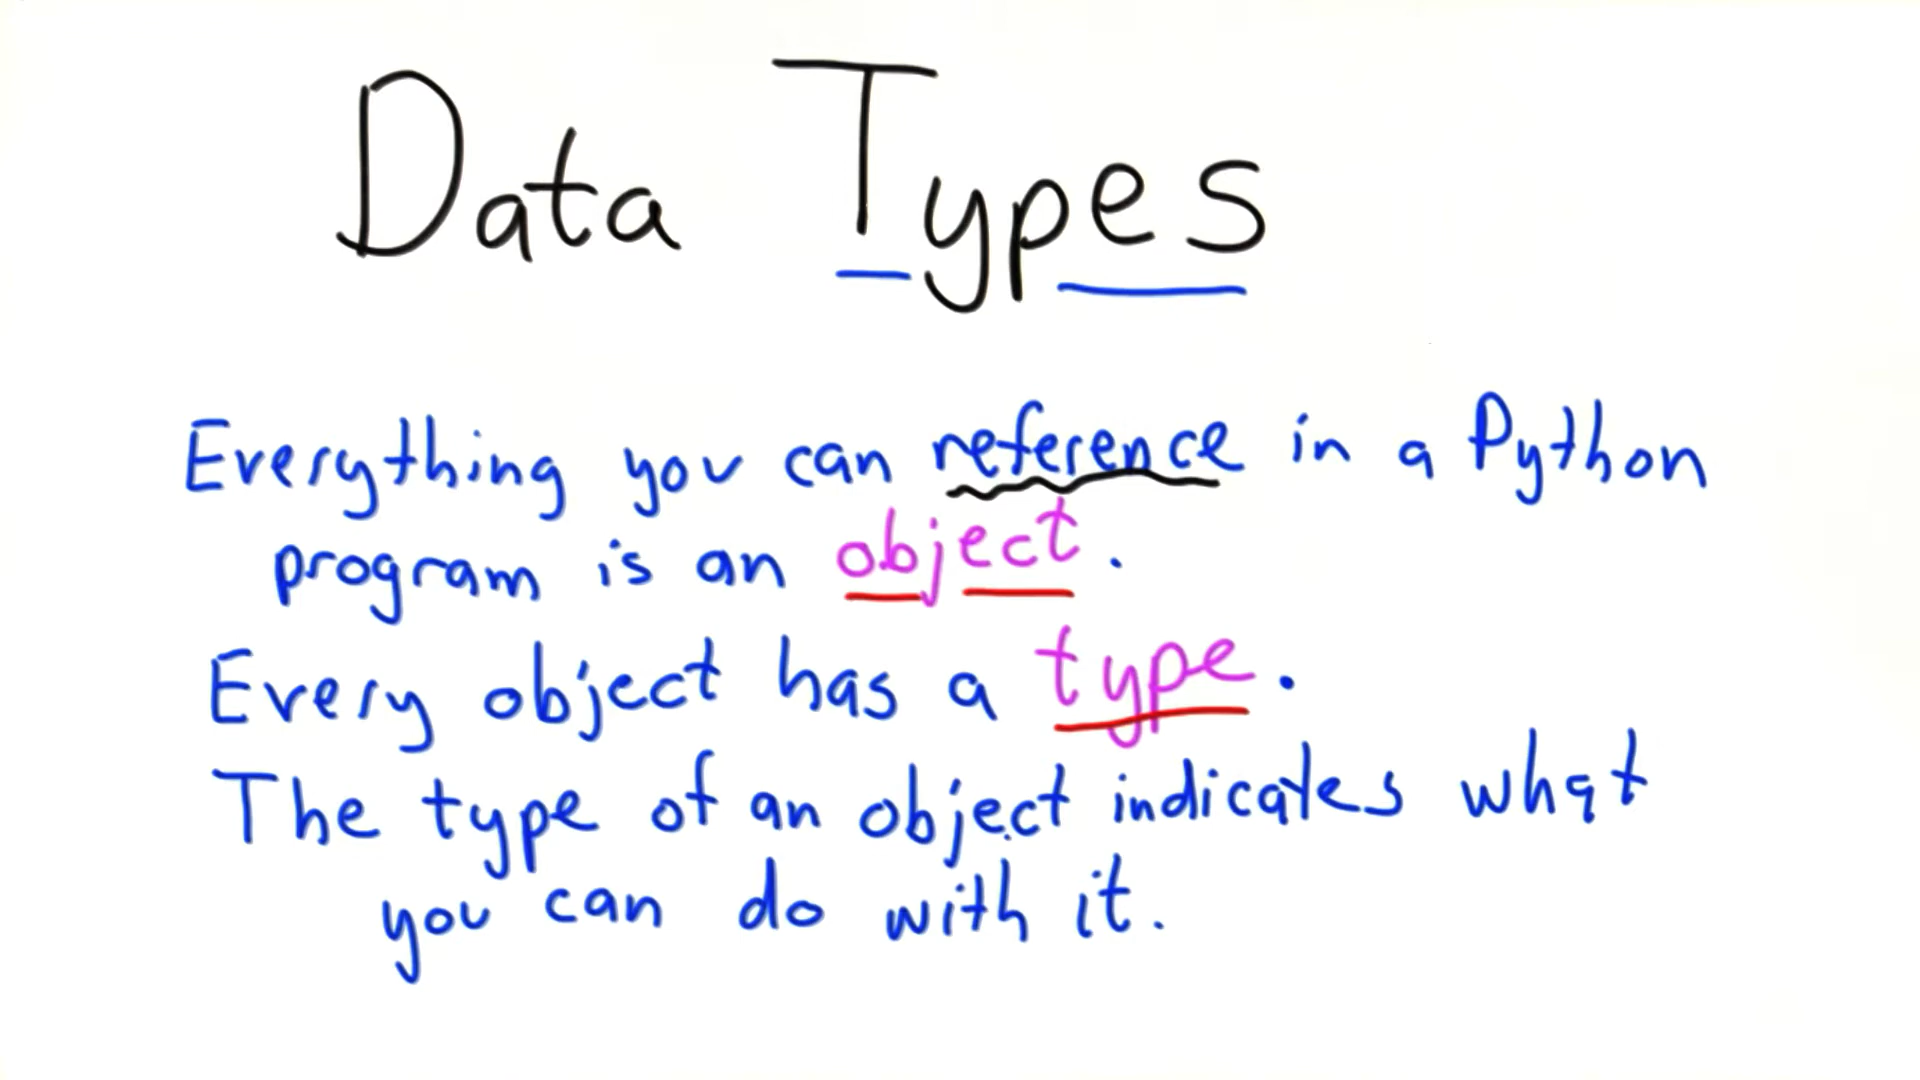 Data Types
Everything you can reference in a Python
program is an object.
Every object has a type.
The type of an object indicates what
you can do with it.